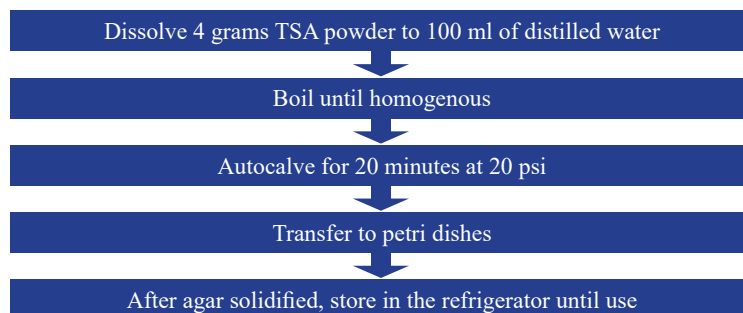 Dissolve 4 grams TSA powder to 100 ml of distilled water
Boil until homogenous
Autocalve for 20 minutes at 20 psi
Transfer to petri dishes
After agar solidified, store in the refrigerator until use